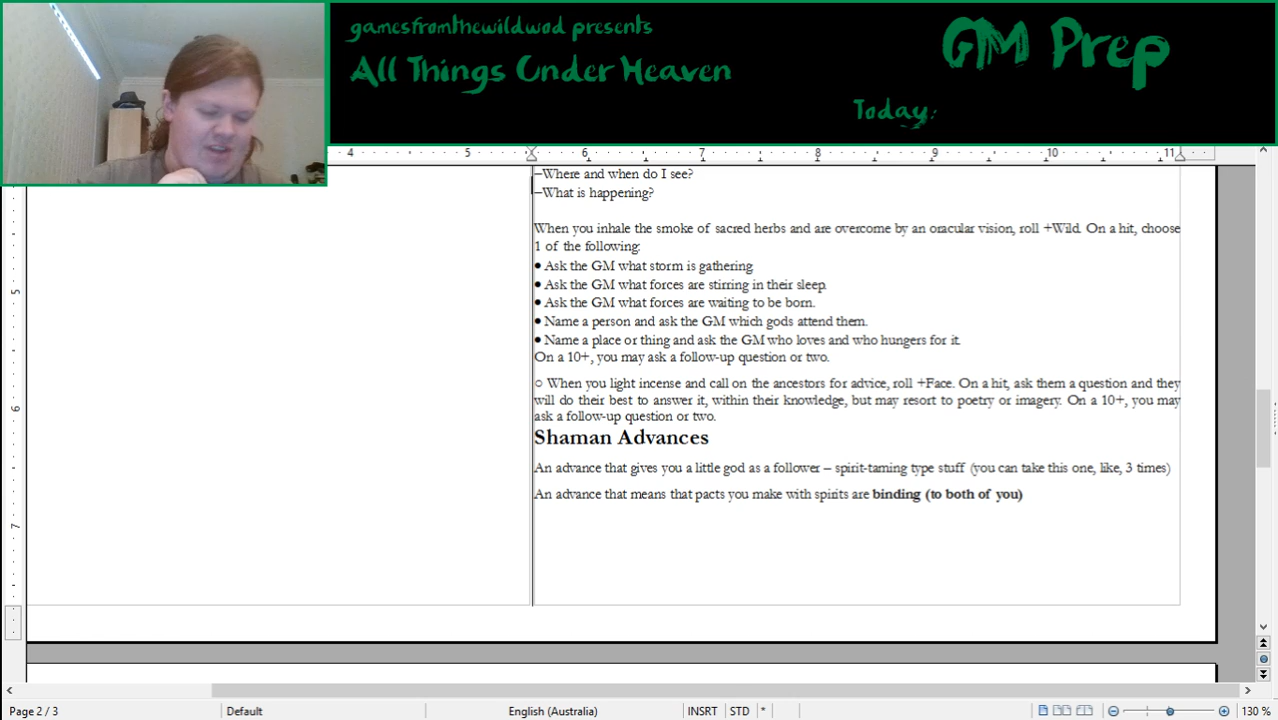 gamesfromthewildwod presents
All Things Under Heaven
GM Prep
Today:
4 5 6 7 8 9 10 11
–Where and when do I see?
–What is happening?
When you inhale the smoke of sacred herbs and are overcome by an oracular vision, roll +Wild. On a hit, choose
1 of the following:
● Ask the GM what storm is gathering.
● Ask the GM what forces are stirring in their sleep.
● Ask the GM what forces are waiting to be born.
● Name a person and ask the GM which gods attend them.
● Name a place or thing and ask the GM who loves and who hungers for it.
On a 10+, you may ask a follow-up question or two.
○ When you light incense and call on the ancestors for advice, roll +Face. On a hit, ask them a question and they
will do their best to answer it, within their knowledge, but may resort to poetry or imagery. On a 10+, you may
ask a follow-up question or two.
Shaman Advances
An advance that gives you a little god as a follower – spirit-taming type stuff (you can take this one, like, 3 times)
An advance that means that pacts you make with spirits are binding (to both of you)
5
6
7
Page 2 / 3 Default English (Australia) INSRT STD * 130 %